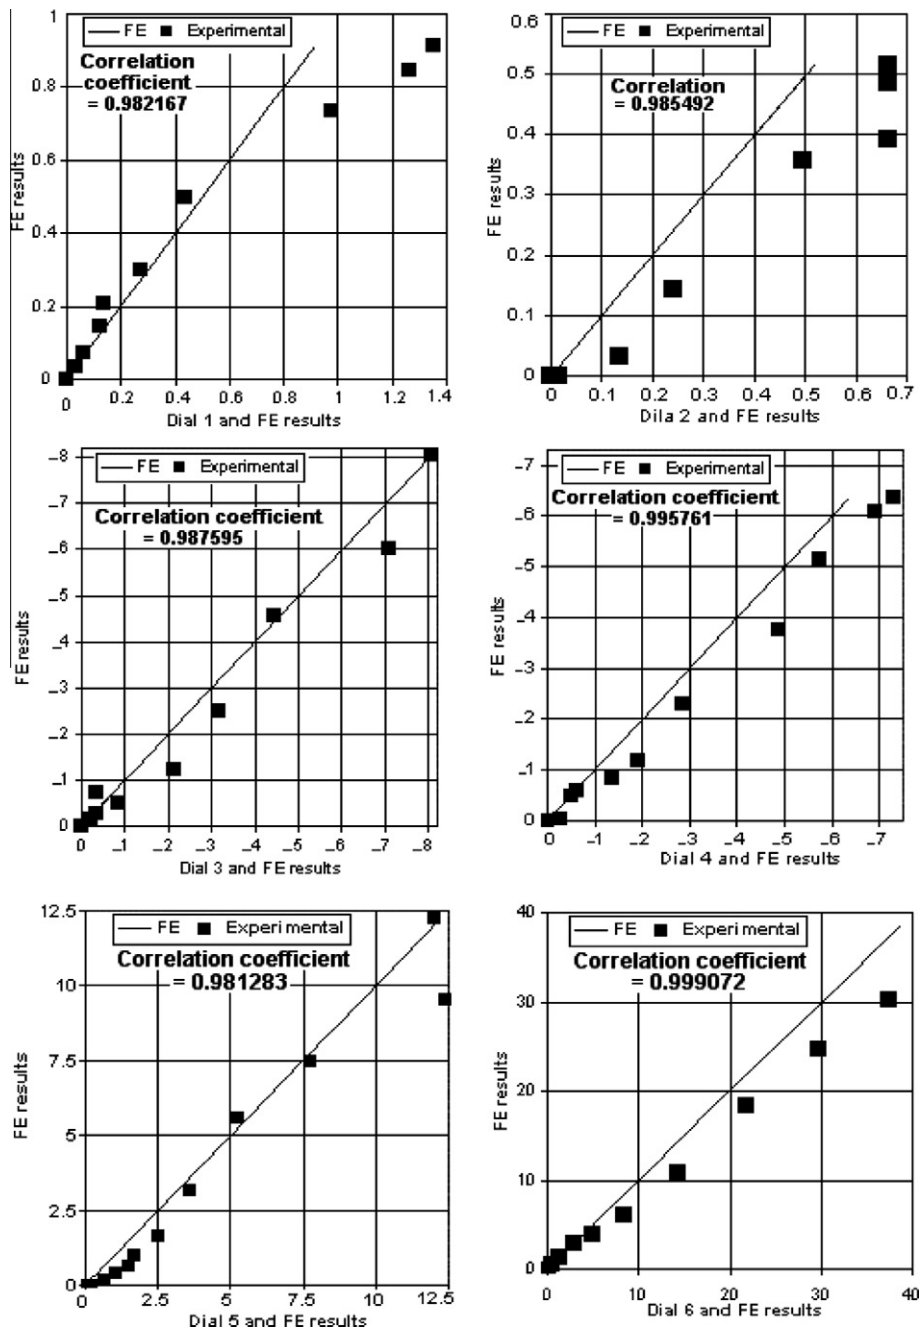 1
FE Experimental
Correlation
coefficient
= 0.982167
0.8
0.6
FE results
0.4
0.2
0
0 0.2 0.4 0.6 0.8 1 1.2 1.4
Dial 1 and FE results
0.6
FE Experimental
0.5
Correlation
= 0.985492
0.4
FE results
0.3
0.2
0.1
0
0 0.1 0.2 0.3 0.4 0.5 0.6 0.7
Dila 2 and FE results
–8
FE Experimental
–7
Correlation coefficient
= 0.987595
–6
–5
FE results
–4
–3
–2
–1
0
0 –1 –2 –3 –4 –5 –6 –7 –8
Dial 3 and FE results
–7
FE Experimental
Correlation coefficient
= 0.995761
–6
–5
–4
FE results
–3
–2
–1
0
0 –1 –2 –3 –4 –5 –6 –7
Dial 4 and FE results
12.5
FE Experimental
Correlation coefficient
= 0.981283
10
7.5
FE results
5
2.5
0
0 2.5 5 7.5 10 12.5
Dial 5 and FE results
40
FE Experimental
Correlation coefficient
= 0.999072
30
FE results
20
10
0
0 10 20 30 40
Dial 6 and FE results